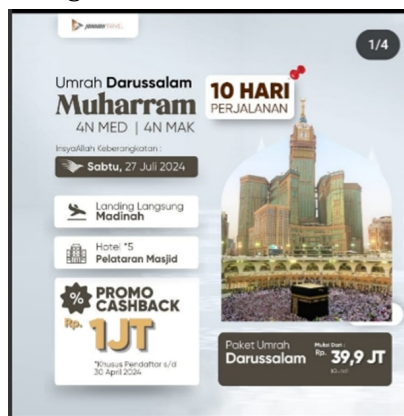 JANNAH TRAVEL
1/4
Umrah Darussalam
Muharram
4N MED | 4N MAK
10 HARI
PERJALANAN
InsyaAllah Keberangkatan :
Sabtu, 27 Juli 2024
Landing Langsung
Madinah
Hotel *5
Pelataran Masjid
% PROMO
CASHBACK
Rp. 1JT
*Khusus Pendaftar s/d
30 April 2024
Paket Umrah
Darussalam
Mulai Dari :
Rp. 39,9 JT